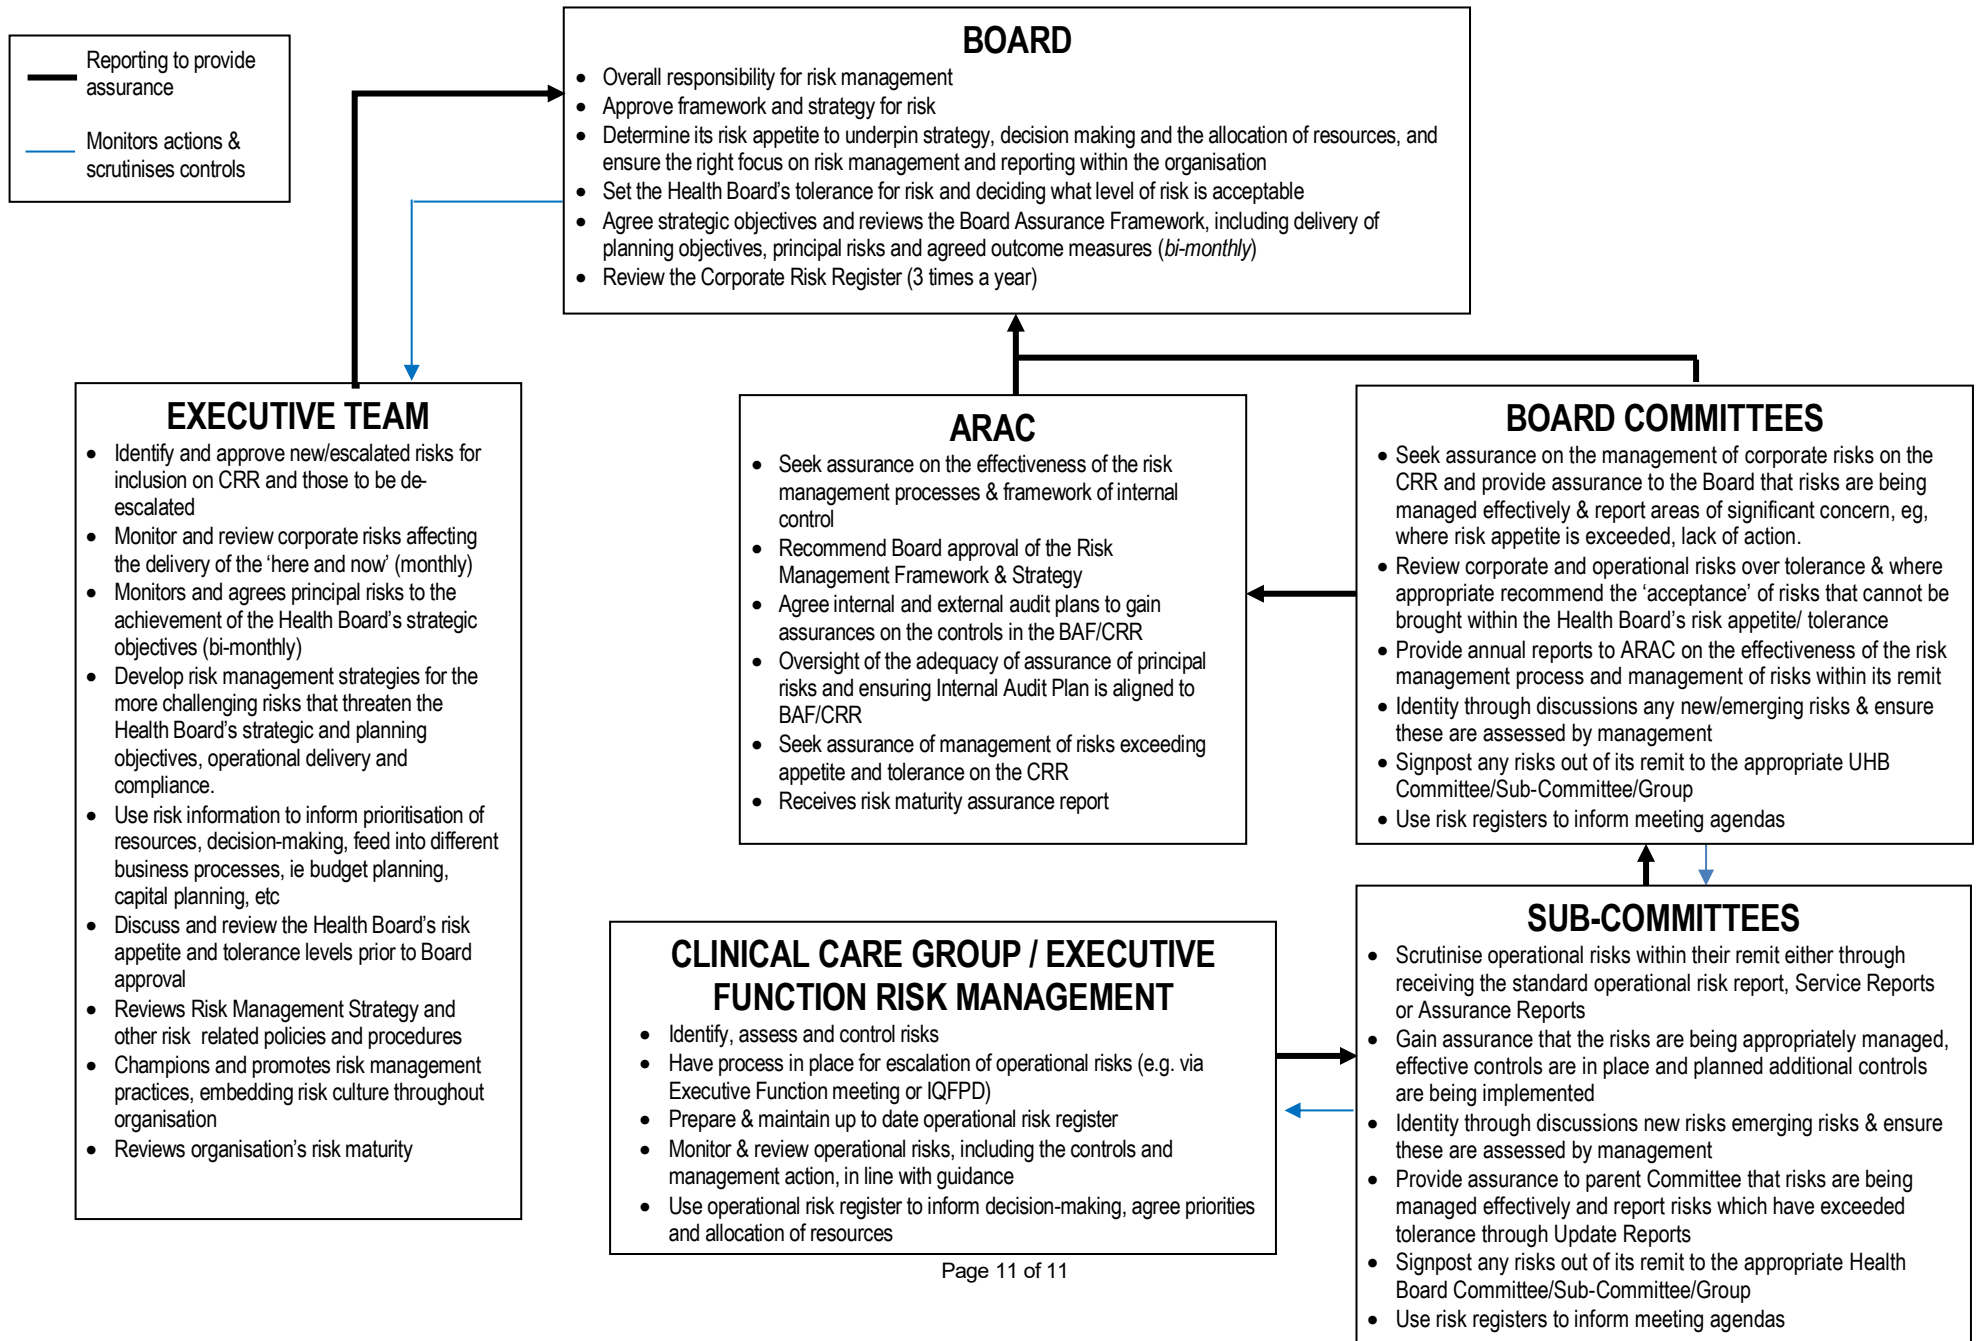 Reporting to provide
assurance
Monitors actions &
scrutinises controls
BOARD
• Overall responsibility for risk management
• Approve framework and strategy for risk
• Determine its risk appetite to underpin strategy, decision making and the allocation of resources, and
ensure the right focus on risk management and reporting within the organisation
• Set the Health Board's tolerance for risk and deciding what level of risk is acceptable
• Agree strategic objectives and reviews the Board Assurance Framework, including delivery of
planning objectives, principal risks and agreed outcome measures (bi-monthly)
• Review the Corporate Risk Register (3 times a year)
EXECUTIVE TEAM
• Identify and approve new/escalated risks for
inclusion on CRR and those to be de-
escalated
• Monitor and review corporate risks affecting
the delivery of the 'here and now' (monthly)
• Monitors and agrees principal risks to the
achievement of the Health Board's strategic
objectives (bi-monthly)
• Develop risk management strategies for the
more challenging risks that threaten the
Health Board's strategic and planning
objectives, operational delivery and
compliance.
• Use risk information to inform prioritisation of
resources, decision-making, feed into different
business processes, ie budget planning,
capital planning, etc
• Discuss and review the Health Board's risk
appetite and tolerance levels prior to Board
approval
• Reviews Risk Management Strategy and
other risk related policies and procedures
• Champions and promotes risk management
practices, embedding risk culture throughout
organisation
• Reviews organisation's risk maturity
ARAC
• Seek assurance on the effectiveness of the risk
management processes & framework of internal
control
• Recommend Board approval of the Risk
Management Framework & Strategy
• Agree internal and external audit plans to gain
assurances on the controls in the BAF/CRR
• Oversight of the adequacy of assurance of principal
risks and ensuring Internal Audit Plan is aligned to
BAF/CRR
• Seek assurance of management of risks exceeding
appetite and tolerance on the CRR
• Receives risk maturity assurance report
BOARD COMMITTEES
• Seek assurance on the management of corporate risks on the
CRR and provide assurance to the Board that risks are being
managed effectively & report areas of significant concern, eg,
where risk appetite is exceeded, lack of action.
• Review corporate and operational risks over tolerance & where
appropriate recommend the 'acceptance' of risks that cannot be
brought within the Health Board's risk appetite/ tolerance
• Provide annual reports to ARAC on the effectiveness of the risk
management process and management of risks within its remit
• Identity through discussions any new/emerging risks & ensure
these are assessed by management
• Signpost any risks out of its remit to the appropriate UHB
Committee/Sub-Committee/Group
• Use risk registers to inform meeting agendas
CLINICAL CARE GROUP / EXECUTIVE
FUNCTION RISK MANAGEMENT
• Identify, assess and control risks
• Have process in place for escalation of operational risks (e.g. via
Executive Function meeting or IQFPD)
• Prepare & maintain up to date operational risk register
• Monitor & review operational risks, including the controls and
management action, in line with guidance
• Use operational risk register to inform decision-making, agree priorities
and allocation of resources
SUB-COMMITTEES
• Scrutinise operational risks within their remit either through
receiving the standard operational risk report, Service Reports
or Assurance Reports
• Gain assurance that the risks are being appropriately managed,
effective controls are in place and planned additional controls
are being implemented
• Identity through discussions new risks emerging risks & ensure
these are assessed by management
• Provide assurance to parent Committee that risks are being
managed effectively and report risks which have exceeded
tolerance through Update Reports
• Signpost any risks out of its remit to the appropriate Health
Board Committee/Sub-Committee/Group
• Use risk registers to inform meeting agendas
Page 11 of 11